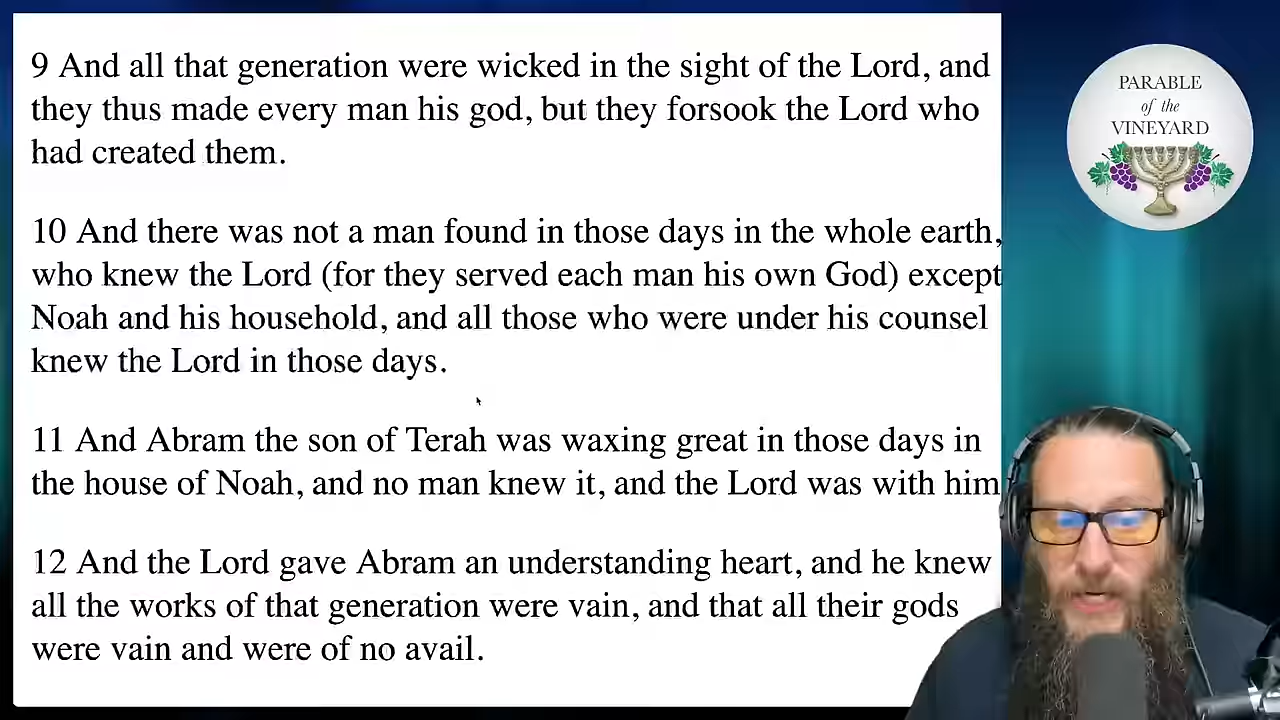 9 And all that generation were wicked in the sight of the Lord, and
they thus made every man his god, but they forsook the Lord who
had created them.
10 And there was not a man found in those days in the whole earth,
who knew the Lord (for they served each man his own God) except
Noah and his household, and all those who were under his counsel
knew the Lord in those days.
11 And Abram the son of Terah was waxing great in those days in
the house of Noah, and no man knew it, and the Lord was with him
12 And the Lord gave Abram an understanding heart, and he knew
all the works of that generation were vain, and that all their gods
were vain and were of no avail.
PARABLE
of the
VINEYARD